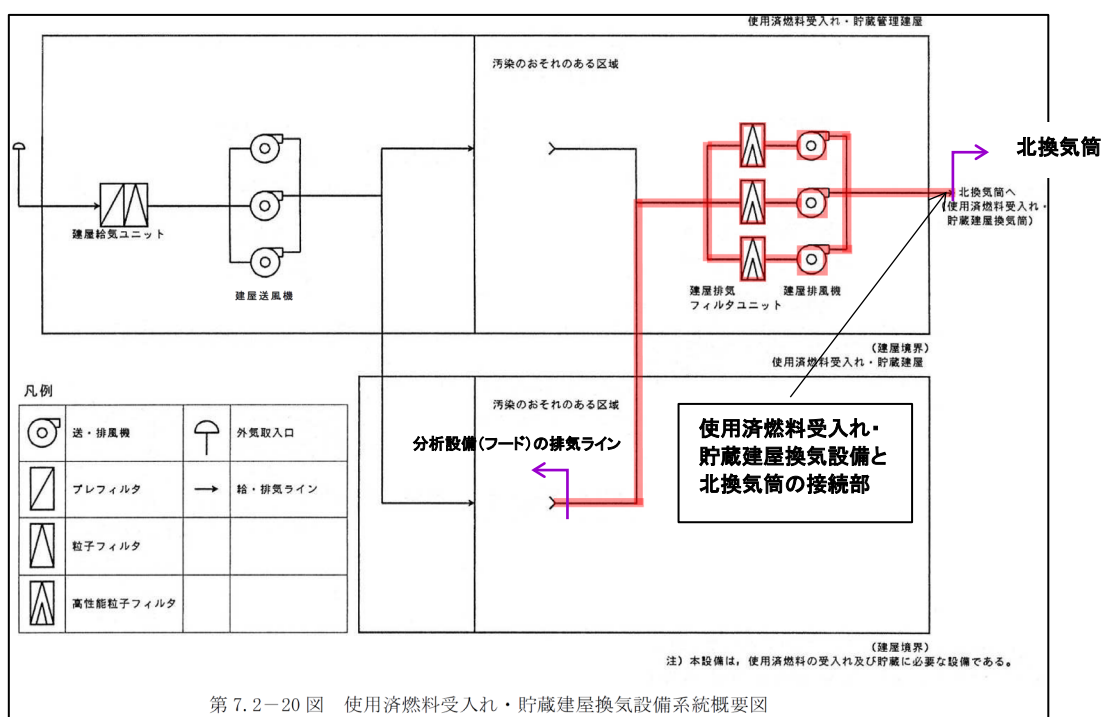 使用済燃料受入れ・貯蔵管理建屋
汚染のおそれのある区域
北換気筒
北換気筒へ
(使用済燃料受入れ・
貯蔵建屋換気筒)
建屋給気ユニット
建屋送風機
建屋排気
フィルタユニット
建屋排風機
(建屋境界)
使用済燃料受入れ・貯蔵建屋
汚染のおそれのある区域
分析設備(フード)の排気ライン
使用済燃料受入れ・
貯蔵建屋換気設備と
北換気筒の接続部
凡例
送・排風機
外気取入口
プレフィルタ
給・排気ライン
粒子フィルタ
高性能粒子フィルタ
(建屋境界)
注) 本設備は，使用済燃料の受入れ及び貯蔵に必要な設備である。
第 7.2－20 図　使用済燃料受入れ・貯蔵建屋換気設備系統概要図